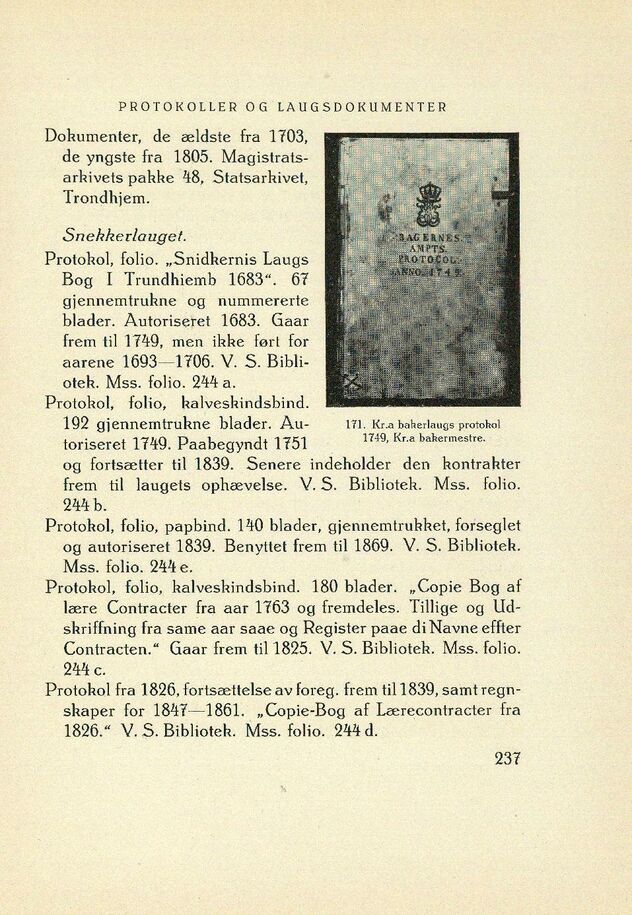 PROTOKOLLER OG LAUGSDOKUMENTER
Dokumenter, de ældste fra 1703,
de yngste fra 1805. Magistrats-
arkivets pakke 48, Statsarkivet,
Trondhjem.
Snekkerlauget.
Protokol, folio. „Snidkernis Laugs
Bog I Trundhiemb 1683“. 67
gjennemtrukne og nummererte
blader. Autoriseret 1683. Gaar
frem til 1749, men ikke ført for
aarene 1693—1706. V. S. Bibli-
otek. Mss. folio. 244 a.
Protokol, folio, kalveskindsbind.
192 gjennemtrukne blader. Au-
toriseret 1749. Paabegyndt 1751
og fortsætter til 1839. Senere indeholder den kontrakter
frem til laugets ophævelse. V. S. Bibliotek. Mss. folio.
244 b.
Protokol, folio, papbind. 140 blader, gjennemtrukket, forseglet
og autoriseret 1839. Benyttet frem til 1869. V. S. Bibliotek.
Mss. folio. 244 e.
Protokol, folio, kalveskindsbind. 180 blader. „Copie Bog af
lære Contracter fra aar 1763 og fremdeles. Tillige og Ud-
skriffning fra same aar saae og Register paae di Navne effter
Contracten.“ Gaar frem til 1825. V. S. Bibliotek. Mss. folio.
244 c.
Protokol fra 1826, fortsættelse av foreg. frem til 1839, samt regn-
skaper for 1847—1861. „Copie-Bog af Lærecontracter fra
1826.“ V. S. Bibliotek. Mss. folio. 244 d.
BAGERNES
AMPTS.
PROTOCOL.
ANNO. 1749.
171. Kr.a bakerlaugs protokol
1749, Kr.a bakermestre.
237